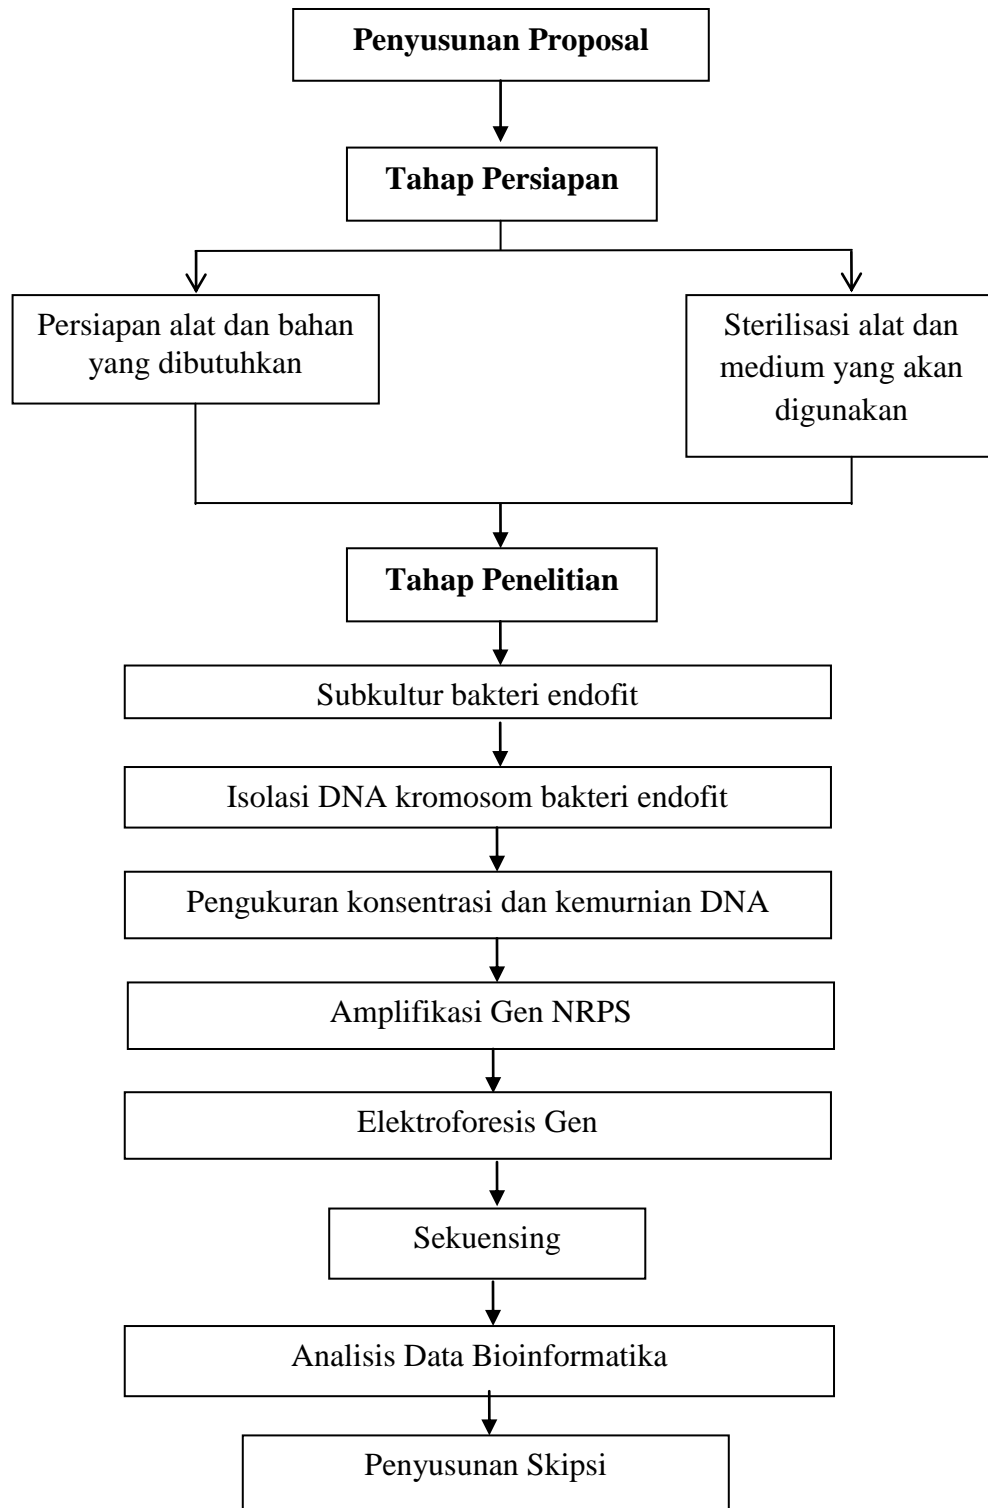 Penyusunan Proposal
Tahap Persiapan
Persiapan alat dan bahan
yang dibutuhkan
Sterilisasi alat dan
medium yang akan
digunakan
Tahap Penelitian
Subkultur bakteri endofit
Isolasi DNA kromosom bakteri endofit
Pengukuran konsentrasi dan kemurnian DNA
Amplifikasi Gen NRPS
Elektroforesis Gen
Sekuensing
Analisis Data Bioinformatika
Penyusunan Skipsi